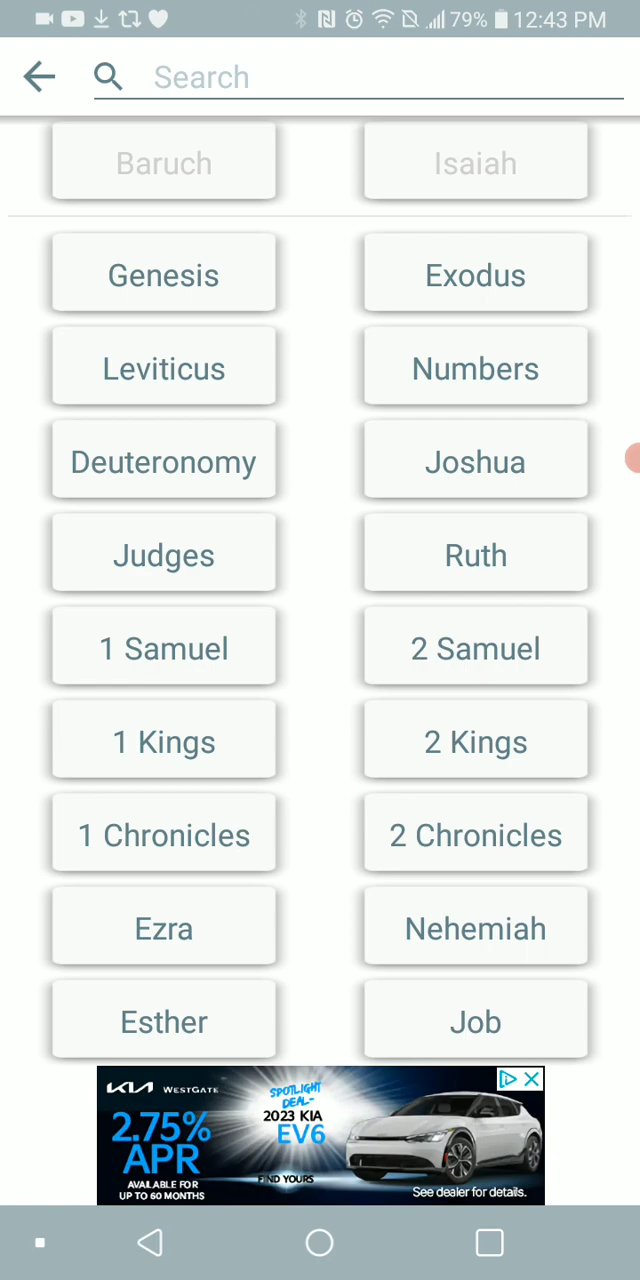 79% 12:43 PM
Search
Baruch Isaiah
Genesis Exodus
Leviticus Numbers
Deuteronomy Joshua
Judges Ruth
1 Samuel 2 Samuel
1 Kings 2 Kings
1 Chronicles 2 Chronicles
Ezra Nehemiah
Esther Job
KIA WESTGATE
2.75%
APR
AVAILABLE FOR
UP TO 60 MONTHS
SPOTLIGHT
DEAL-
2023 KIA
EV6
FIND YOURS
See dealer for details.